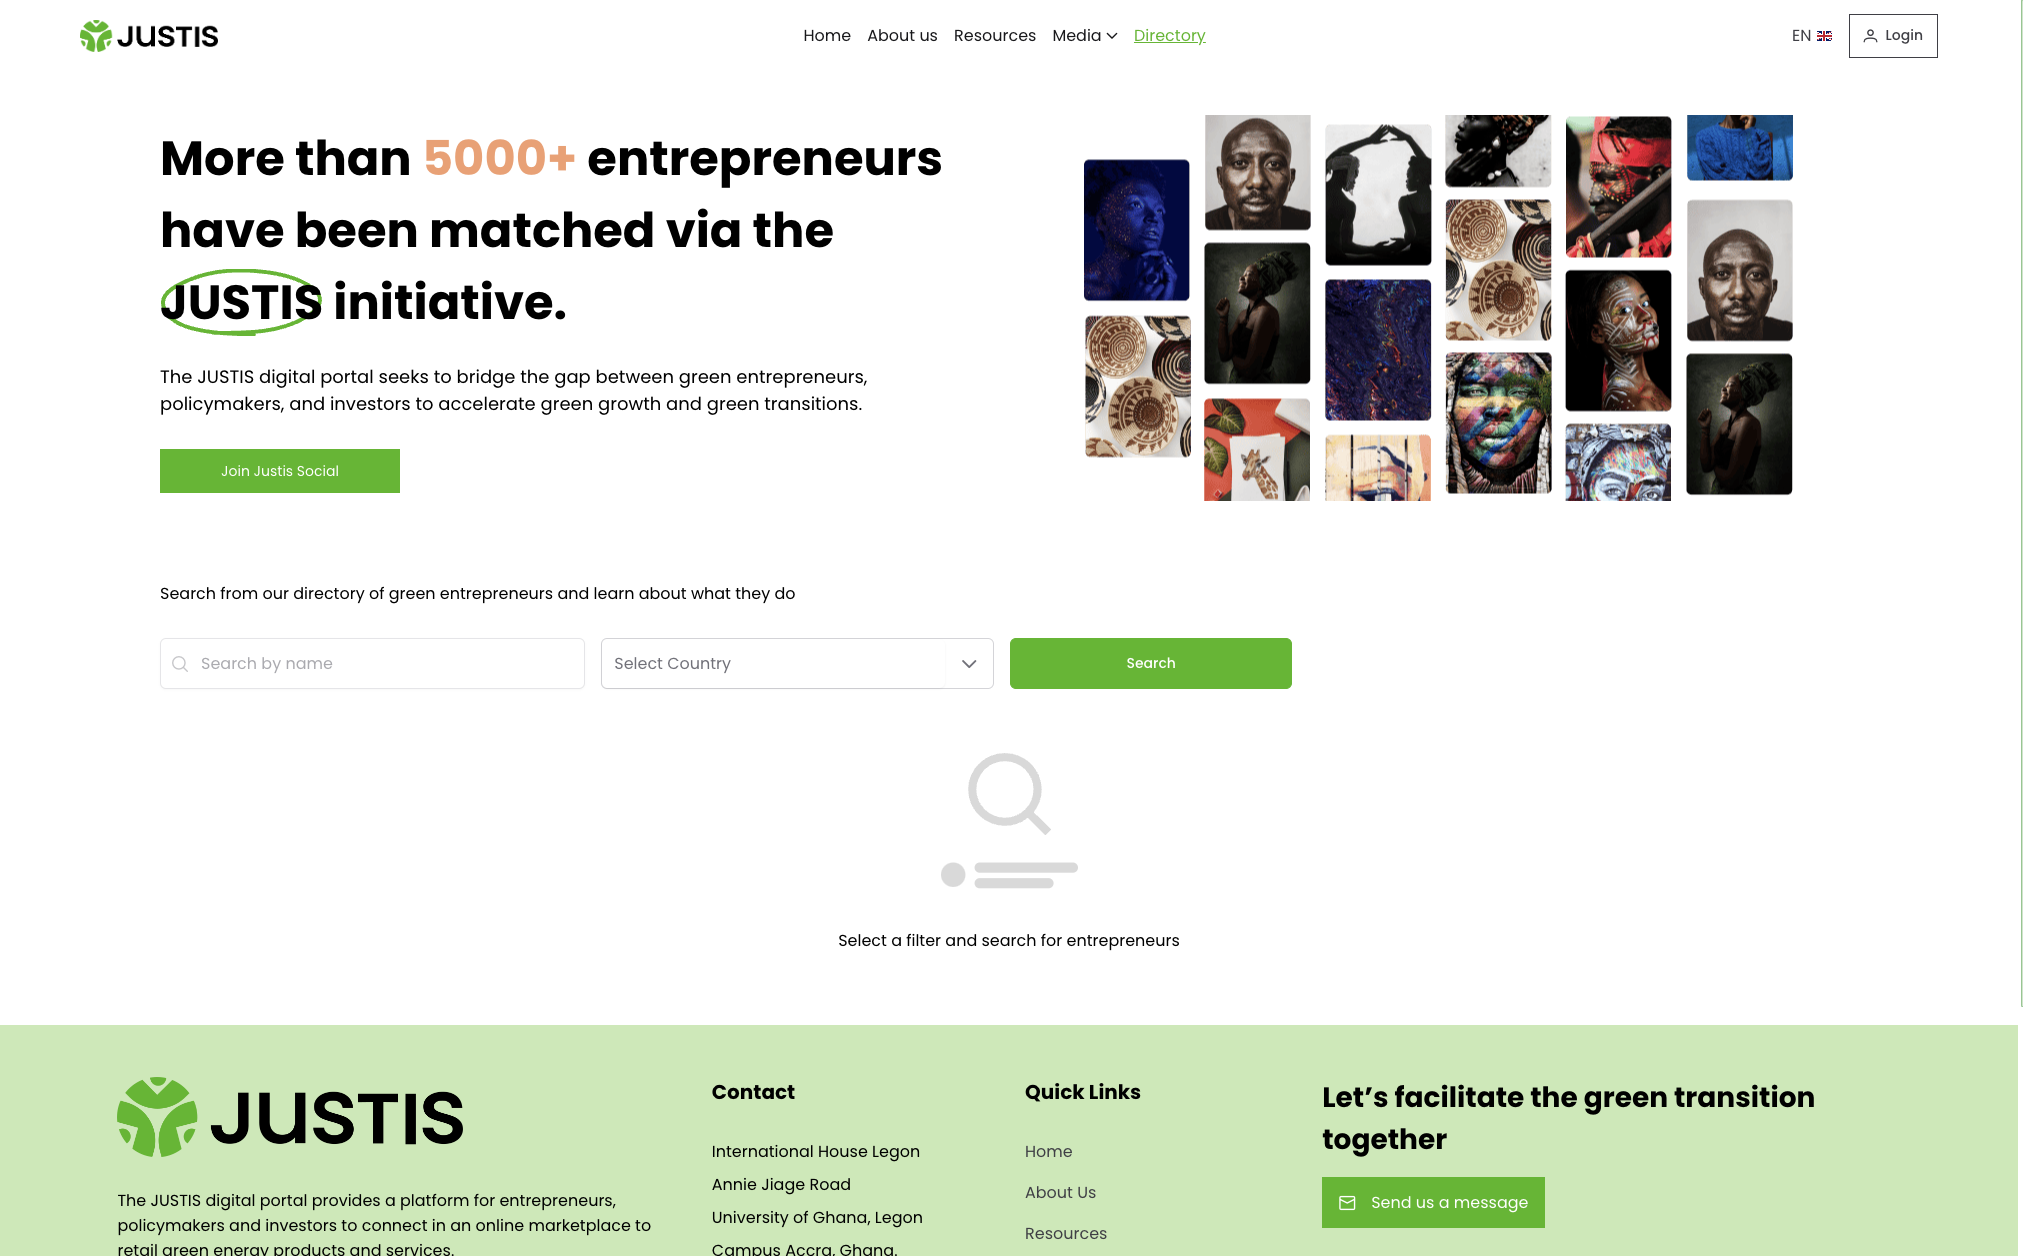 JUSTIS
Home
About us
Resources
Media
Directory
EN
Login
More than 5000+ entrepreneurs
have been matched via the
JUSTIS initiative.
The JUSTIS digital portal seeks to bridge the gap between green entrepreneurs,
policymakers, and investors to accelerate green growth and green transitions.
Join Justis Social
Search from our directory of green entrepreneurs and learn about what they do
Search by name
Select Country
Search
Select a filter and search for entrepreneurs
JUSTIS
The JUSTIS digital portal provides a platform for entrepreneurs,
policymakers and investors to connect in an online marketplace to
retail green energy products and services.
Contact
International House Legon
Annie Jiage Road
University of Ghana, Legon
Campus Accra, Ghana.
Quick Links
Home
About Us
Resources
Let’s facilitate the green transition
together
Send us a message